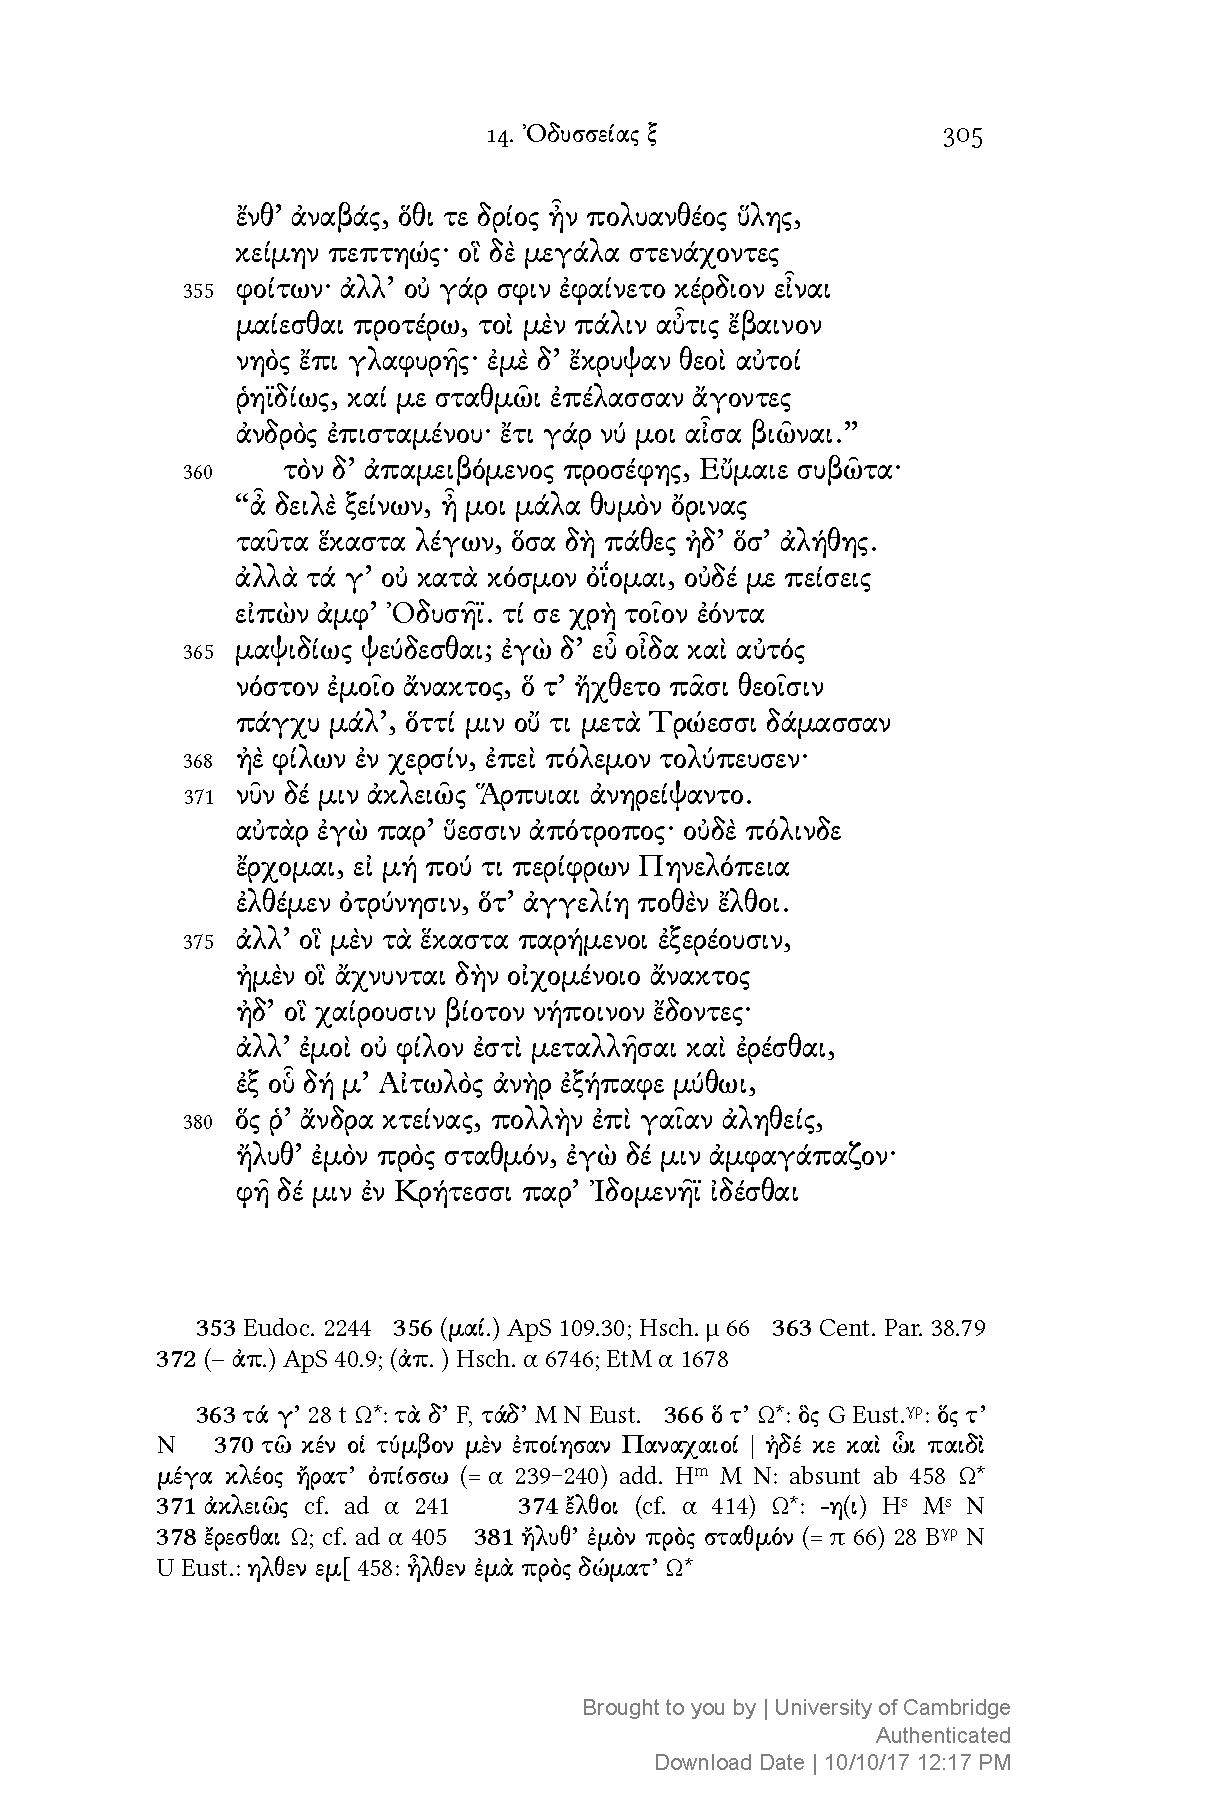 14. Ὀδυσσείας ξ 305
ἔνθ’ ἀναβάς, ὅθι τε δρίος ἦν πολυανθέος ὕλης,
κείμην πεπτηώς· οἳ δὲ μεγάλα στενάχοντες
355 φοίτων· ἀλλ’ οὐ γάρ σφιν ἐφαίνετο κέρδιον εἶναι
μαίεσθαι προτέρω, τοὶ μὲν πάλιν αὖτις ἔβαινον
νηὸς ἔπι γλαφυρῆς· ἐμὲ δ’ ἔκρυψαν θεοὶ αὐτοί
ῥηϊδίως, καί με σταθμῶι ἐπέλασσαν ἄγοντες
ἀνδρὸς ἐπισταμένου· ἔτι γάρ νύ μοι αἶσα βιῶναι.”
360 τὸν δ’ ἀπαμειβόμενος προσέφης, Εὔμαιε συβῶτα·
“ἆ δειλὲ ξείνων, ἦ μοι μάλα θυμὸν ὄρινας
ταῦτα ἕκαστα λέγων, ὅσα δὴ πάθες ἠδ’ ὅσ’ ἀλήθης.
ἀλλὰ τά γ’ οὐ κατὰ κόσμον ὀΐομαι, οὐδέ με πείσεις
εἰπὼν ἀμφ’ Ὀδυσῆϊ. τί σε χρὴ τοῖον ἐόντα
365 μαψιδίως ψεύδεσθαι; ἐγὼ δ’ εὖ οἶδα καὶ αὐτός
νόστον ἐμοῖο ἄνακτος, ὅ τ’ ἤχθετο πᾶσι θεοῖσιν
πάγχυ μάλ’, ὅττί μιν οὔ τι μετὰ Τρώεσσι δάμασσαν
368 ἠὲ φίλων ἐν χερσίν, ἐπεὶ πόλεμον τολύπευσεν·
371 νῦν δέ μιν ἀκλειῶς Ἅρπυιαι ἀνηρείψαντο.
αὐτὰρ ἐγὼ παρ’ ὕεσσιν ἀπότροπος· οὐδὲ πόλινδε
ἔρχομαι, εἰ μή πού τι περίφρων Πηνελόπεια
ἐλθέμεν ὀτρύνησιν, ὅτ’ ἀγγελίη ποθὲν ἔλθοι.
375 ἀλλ’ οἳ μὲν τὰ ἕκαστα παρήμενοι ἐξερέουσιν,
ἠμὲν οἳ ἄχνυνται δὴν οἰχομένοιο ἄνακτος
ἠδ’ οἳ χαίρουσιν βίοτον νήποινον ἔδοντες·
ἀλλ’ ἐμοὶ οὐ φίλον ἐστὶ μεταλλῆσαι καὶ ἐρέσθαι,
ἐξ οὗ δή μ’ Αἰτωλὸς ἀνὴρ ἐξήπαφε μύθωι,
380 ὅς ῥ’ ἄνδρα κτείνας, πολλὴν ἐπὶ γαῖαν ἀληθείς,
ἤλυθ’ ἐμὸν πρὸς σταθμόν, ἐγὼ δέ μιν ἀμφαγάπαζον·
φῆ δέ μιν ἐν Κρήτεσσι παρ’ Ἰδομενῆϊ ἰδέσθαι
353 Eudoc. 2244 356 (μαί.) ApS 109.30; Hsch. μ 66 363 Cent. Par. 38.79
372 (– ἀπ.) ApS 40.9; (ἀπ. ) Hsch. α 6746; EtM α 1678
363 τά γ’ 28 t Ω*: τὰ δ’ F, τάδ’ M N Eust. 366 ὅ τ’ Ω*: ὃς G Eust.γρ: ὅς τ’
N 370 τῶ κέν οἱ τύμβον μὲν ἐποίησαν Παναχαιοί | ἠδέ κε καὶ ὧι παιδὶ
μέγα κλέος ἤρατ’ ὀπίσσω (= α 239–240) add. Hm M N: absunt ab 458 Ω*
371 ἀκλειῶς cf. ad α 241 374 ἔλθοι (cf. α 414) Ω*: -η(ι) Hs Ms N
378 ἔρεσθαι Ω; cf. ad α 405 381 ἤλυθ’ ἐμὸν πρὸς σταθμόν (= π 66) 28 Bγρ N
U Eust.: ηλθεν εμ[ 458: ἦλθεν ἐμὰ πρὸς δώματ’ Ω*
Brought to you by | University of Cambridge
Authenticated
Download Date | 10/10/17 12:17 PM